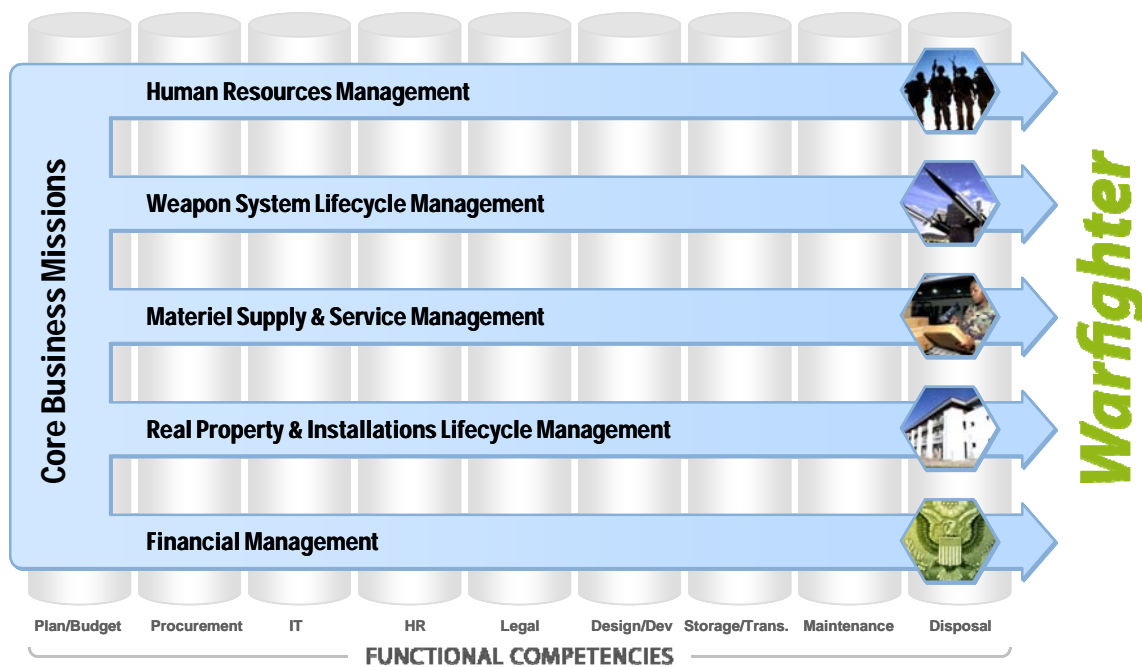 Core Business Missions
Human Resources Management
Weapon System Lifecycle Management
Materiel Supply & Service Management
Real Property & Installations Lifecycle Management
Financial Management
Warfighter
Plan/Budget Procurement IT HR Legal Design/Dev Storage/Trans. Maintenance Disposal
FUNCTIONAL COMPETENCIES